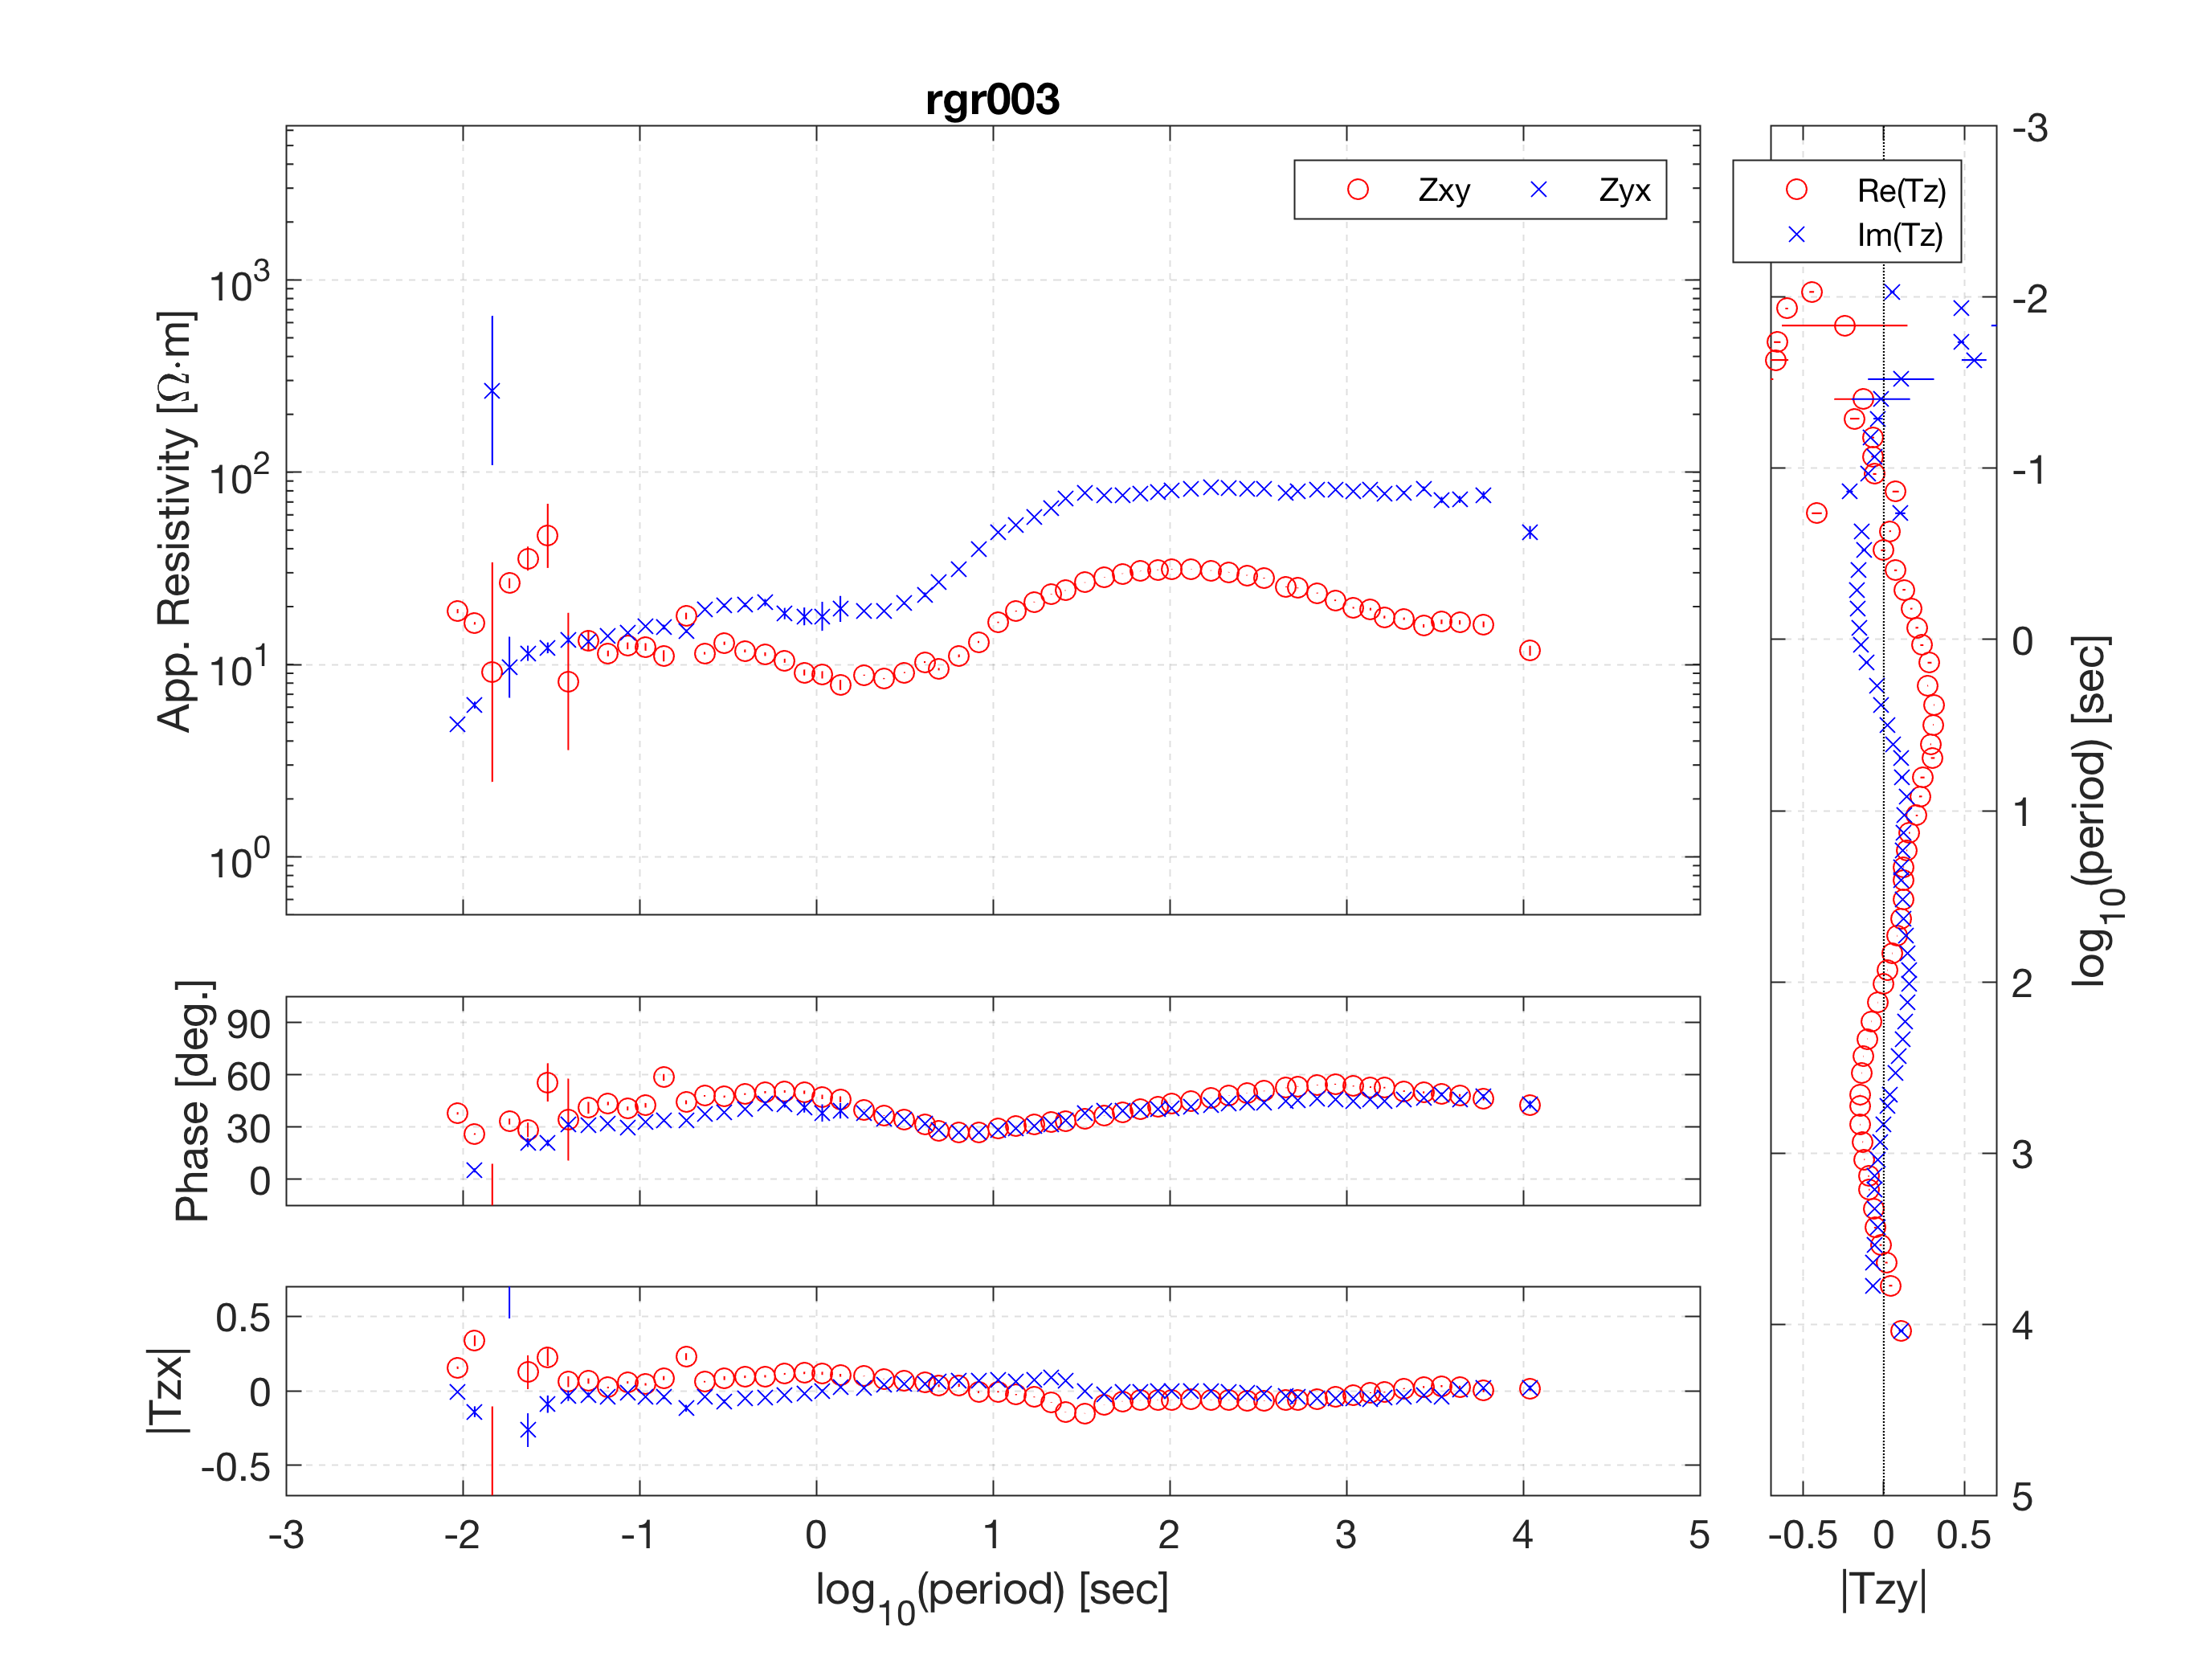 rgr003
Zxy Zyx
Re(Tz)
Im(Tz)
App. Resistivity [Ω·m]
10^3
10^2
10^1
10^0
Phase [deg.]
90
60
30
0
|Tzx|
0.5
0
-0.5
-3 -2 -1 0 1 2 3 4 5
log10(period) [sec]
-3
-2
-1
0
1
2
3
4
5
log10(period) [sec]
-0.5 0 0.5
|Tzy|